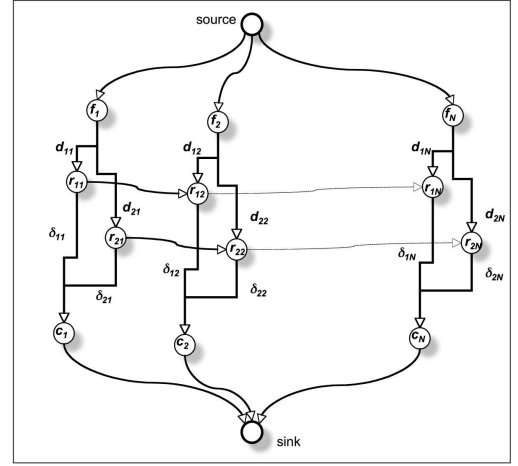 source
f1 f2 fN
d11 d12 d1N
r11 r12 r1N
d21 d22 d2N
r21 r22 r2N
δ11 δ12 δ1N
δ21 δ22 δ2N
c1 c2 cN
sink